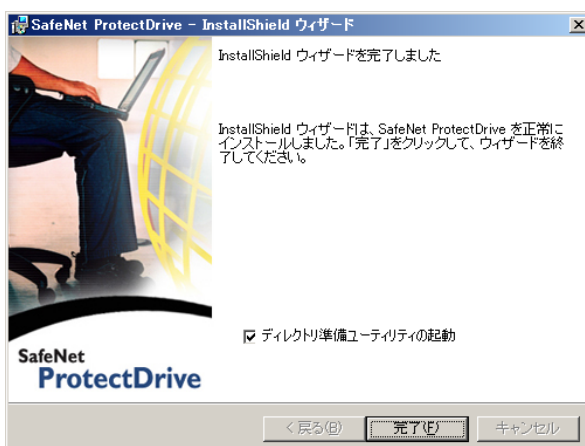 SafeNet ProtectDrive - InstallShield ウィザード
InstallShield ウィザードを完了しました
InstallShield ウィザードは、SafeNet ProtectDrive を正常に
インストールしました。「完了」をクリックして、ウィザードを終
了してください。
ディレクトリ準備ユーティリティの起動
SafeNet
ProtectDrive
< 戻る(B)
完了(F)
キャンセル